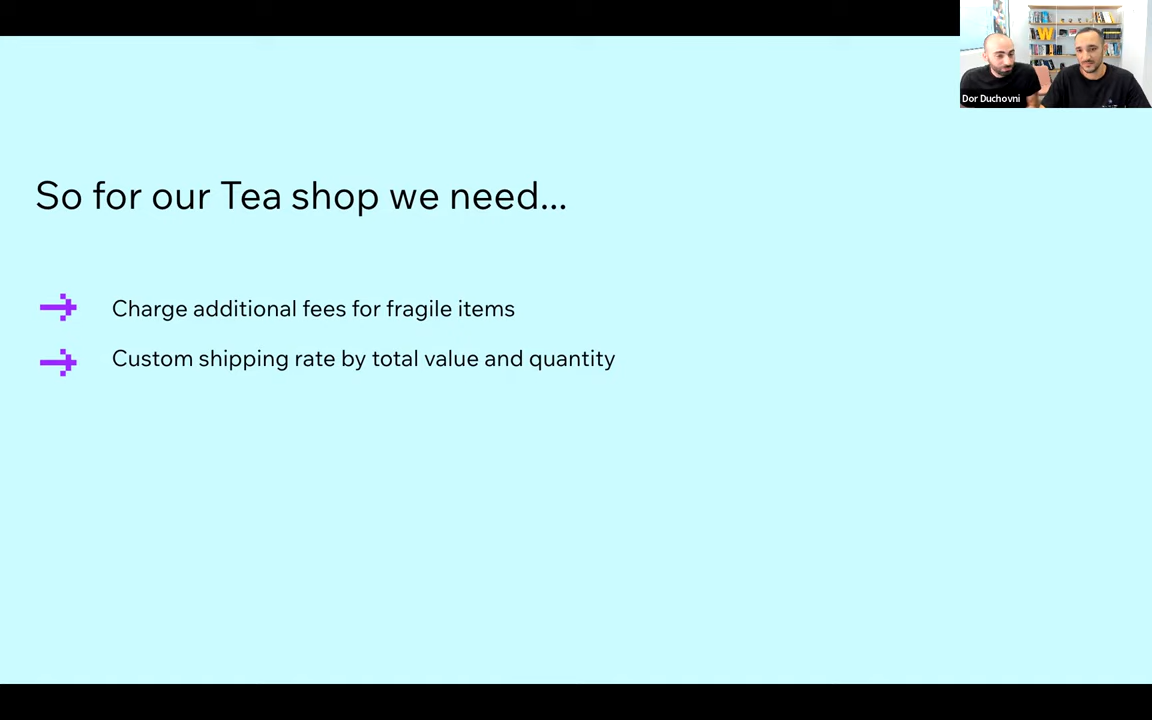 W
Dor Duchovni
So for our Tea shop we need...
Charge additional fees for fragile items
Custom shipping rate by total value and quantity